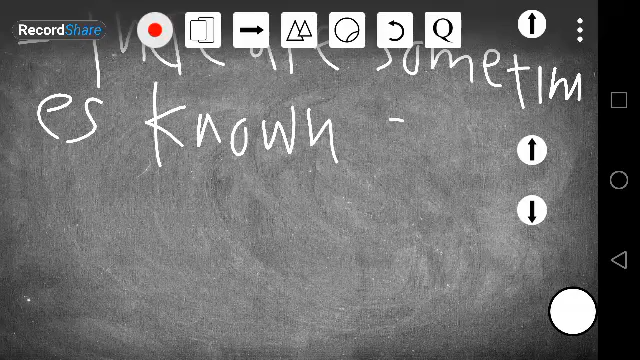 RecordShare
Q
are sometim
es known -